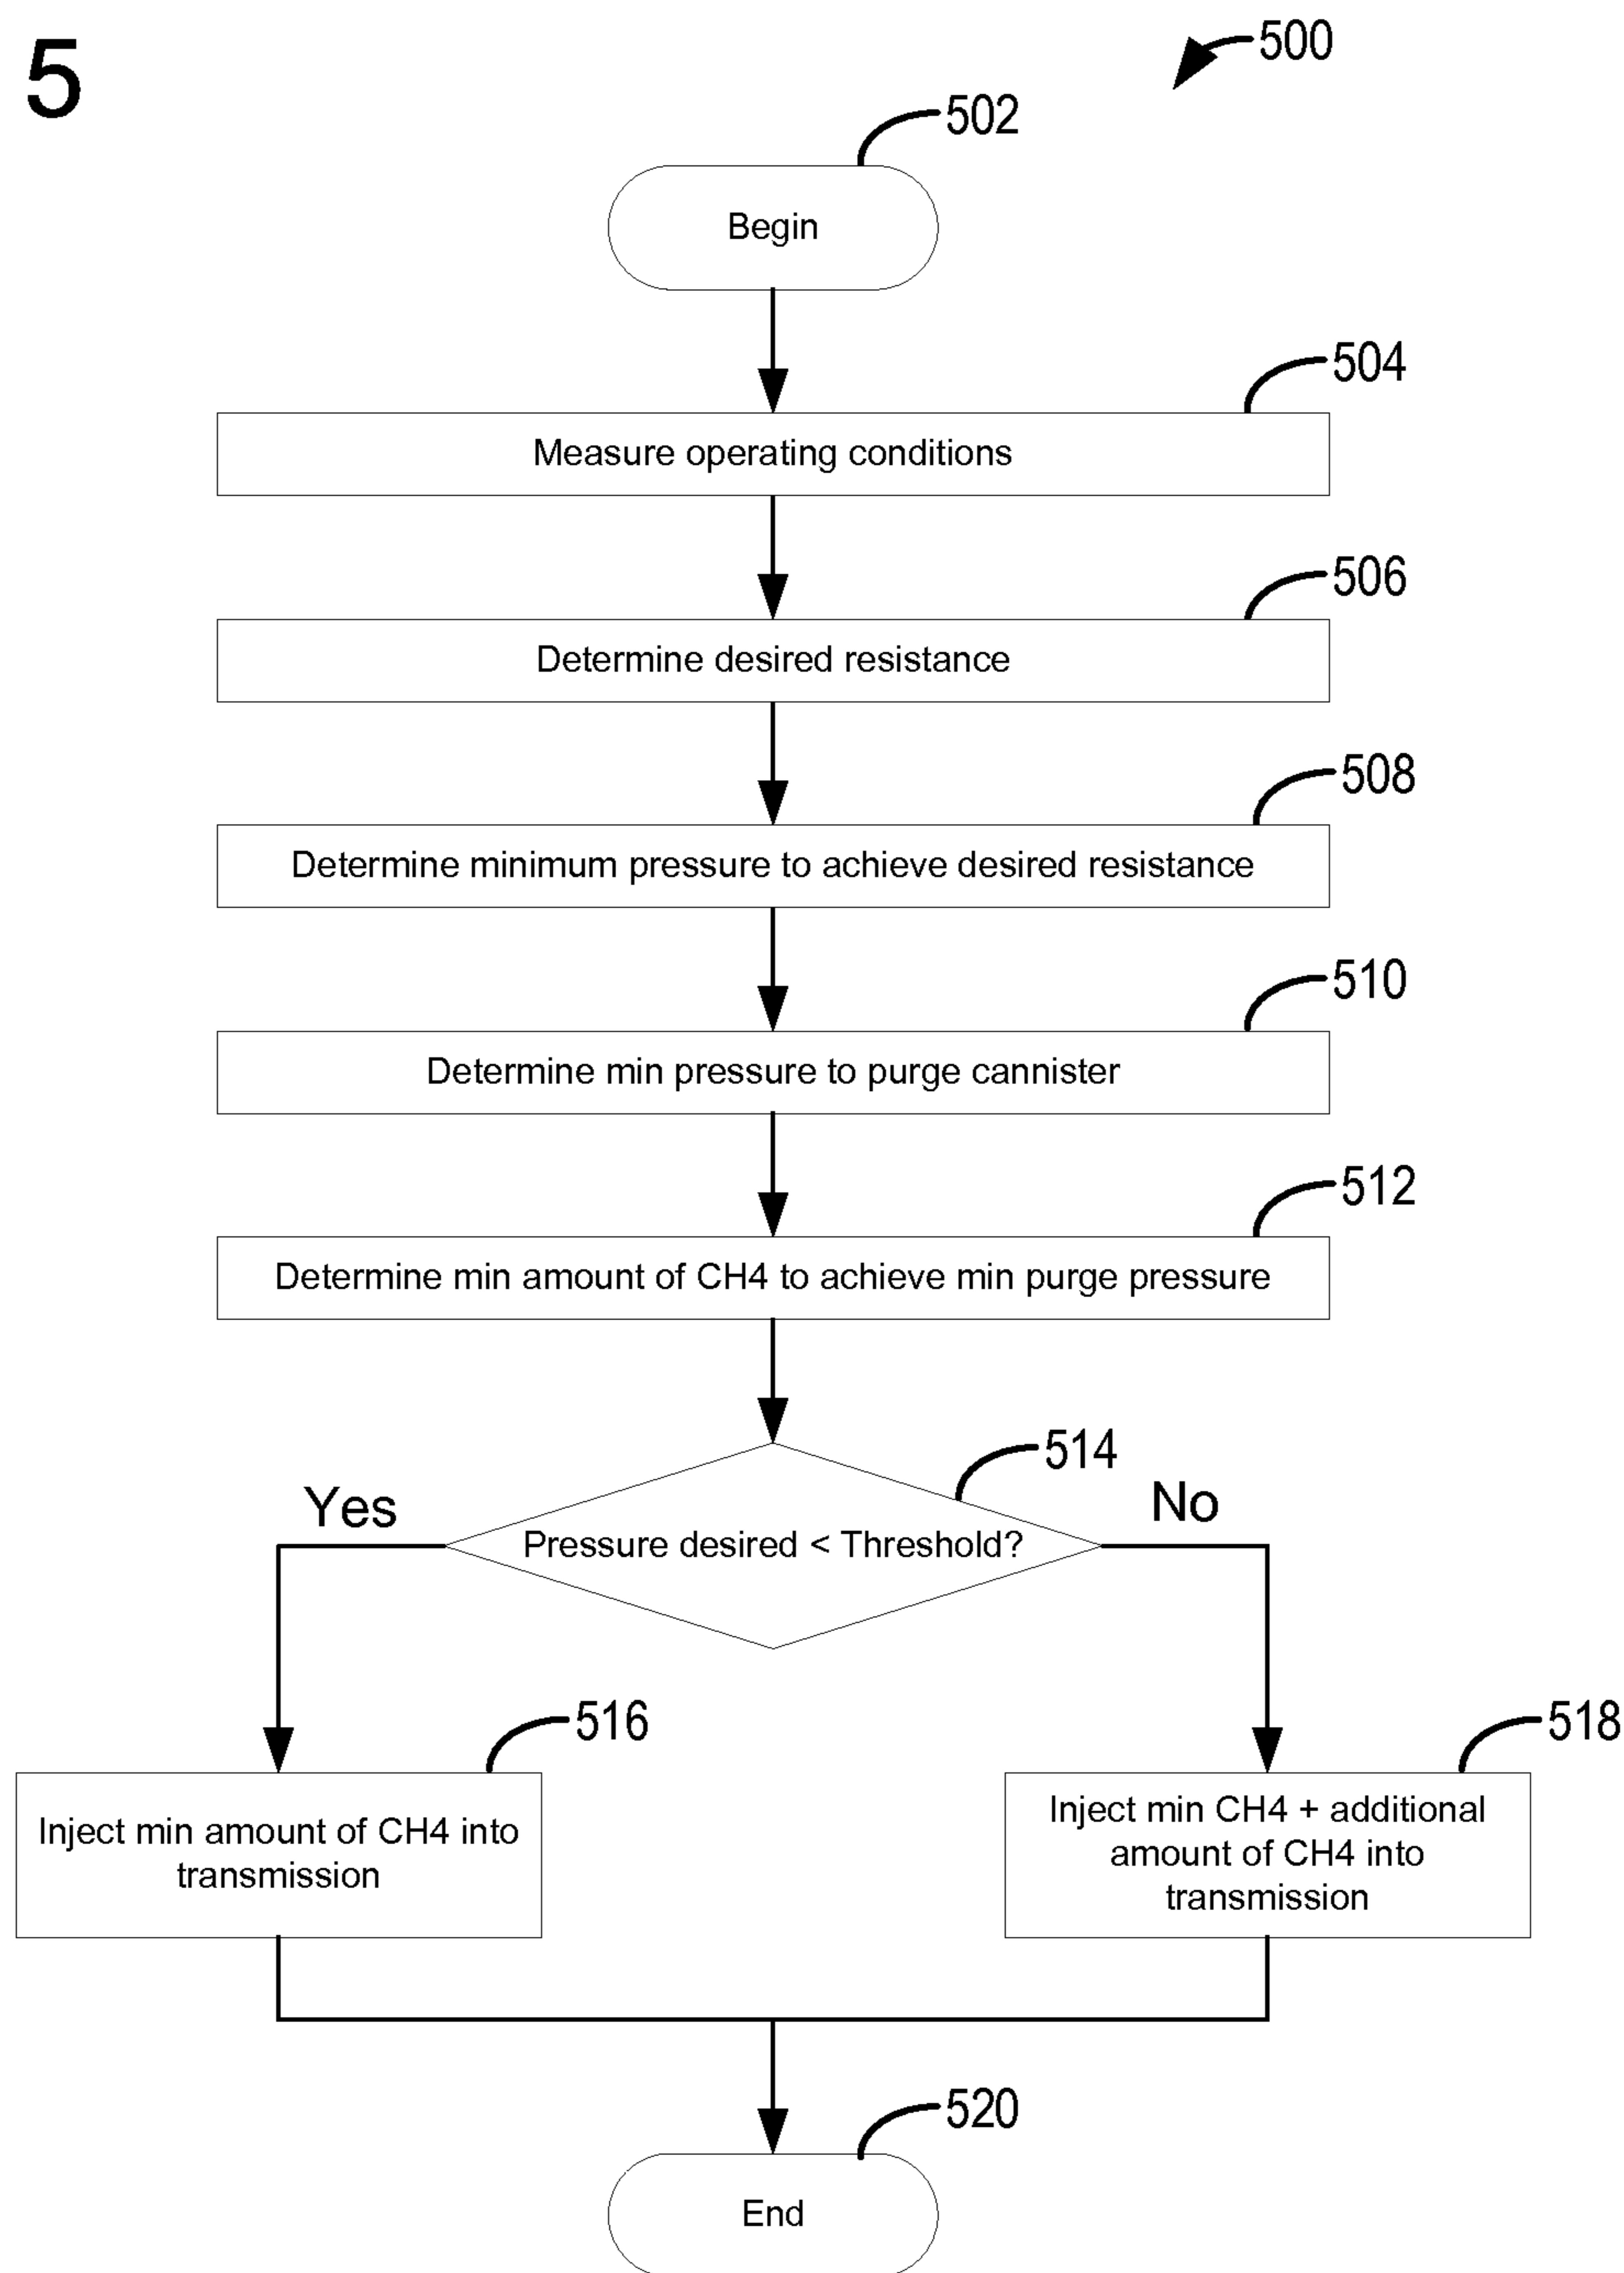 5
500
502
Begin
504
Measure operating conditions
506
Determine desired resistance
508
Determine minimum pressure to achieve desired resistance
510
Determine min pressure to purge cannister
512
Determine min amount of CH4 to achieve min purge pressure
514
Yes
No
Pressure desired < Threshold?
516
518
Inject min amount of CH4 into
transmission
Inject min CH4 + additional
amount of CH4 into
transmission
520
End